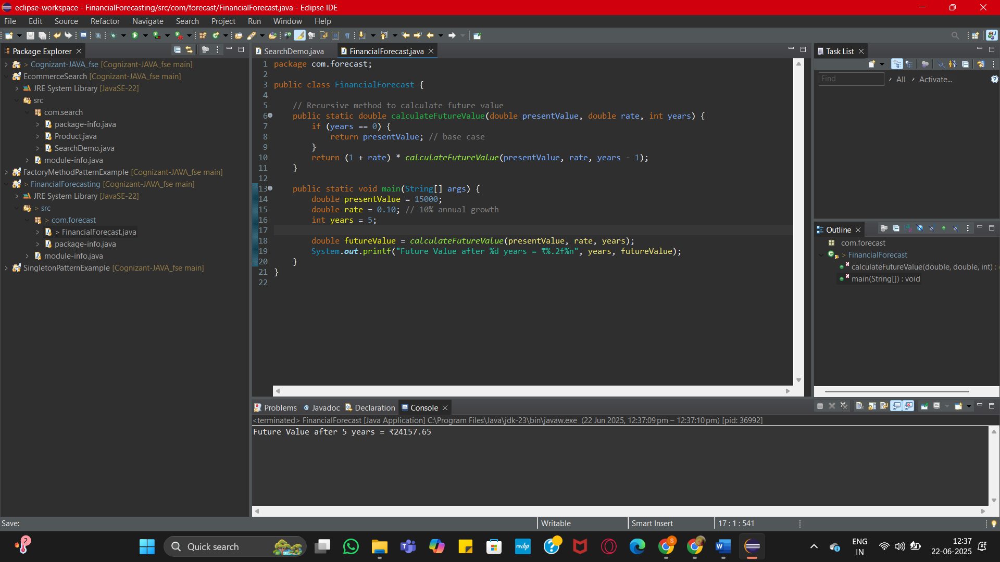 eclipse-workspace - FinancialForecasting/src/com/forecast/FinancialForecast.java - Eclipse IDE
File Edit Source Refactor Navigate Search Project Run Window Help
Package Explorer
> Cognizant-JAVA_fse [Cognizant-JAVA_fse main]
EcommerceSearch [Cognizant-JAVA_fse main]
JRE System Library [JavaSE-22]
src
com.search
package-info.java
Product.java
SearchDemo.java
module-info.java
FactoryMethodPatternExample [Cognizant-JAVA_fse main]
> FinancialForecasting [Cognizant-JAVA_fse main]
JRE System Library [JavaSE-22]
> src
> com.forecast
> FinancialForecast.java
package-info.java
module-info.java
SingletonPatternExample [Cognizant-JAVA_fse main]
SearchDemo.java FinancialForecast.java
1 package com.forecast;
2
3 public class FinancialForecast {
4
5 // Recursive method to calculate future value
6 public static double calculateFutureValue(double presentValue, double rate, int years) {
7 if (years == 0) {
8 return presentValue; // base case
9 }
10 return (1 + rate) * calculateFutureValue(presentValue, rate, years - 1);
11 }
12
13 public static void main(String[] args) {
14 double presentValue = 15000;
15 double rate = 0.10; // 10% annual growth
16 int years = 5;
17
18 double futureValue = calculateFutureValue(presentValue, rate, years);
19 System.out.printf("Future Value after %d years = ₹%.2f%n", years, futureValue);
20 }
21 }
22
Task List
Find All Activate...
Outline
com.forecast
> FinancialForecast
calculateFutureValue(double, double, int) :
main(String[]) : void
Problems Javadoc Declaration Console
<terminated> FinancialForecast [Java Application] C:\Program Files\Java\jdk-23\bin\javaw.exe (22 Jun 2025, 12:37:09 pm – 12:37:10 pm) [pid: 36992]
Future Value after 5 years = ₹24157.65
Save: Writable Smart Insert 17 : 1 : 541
2
Quick search
myhp
S
W
ENG
IN
12:37
22-06-2025